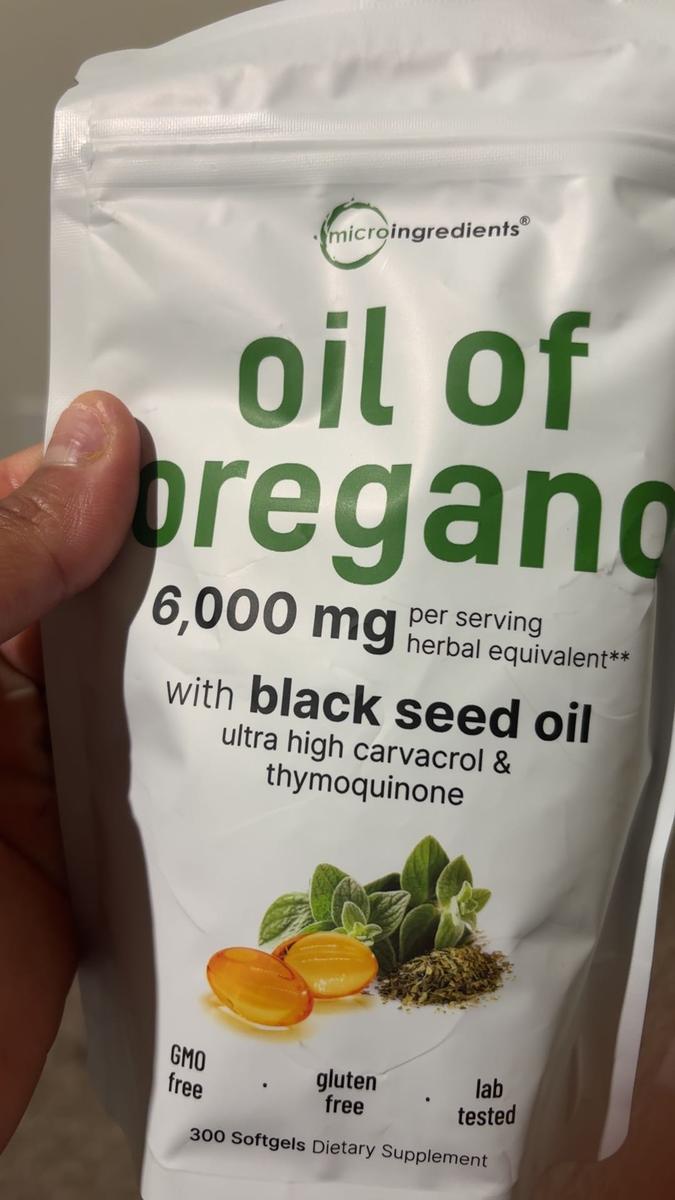 microingredients®
oil of
oregano
6,000 mg per serving
herbal equivalent**
with black seed oil
ultra high carvacrol &
thymoquinone
GMO
free
·
gluten
free
·
lab
tested
300 Softgels Dietary Supplement